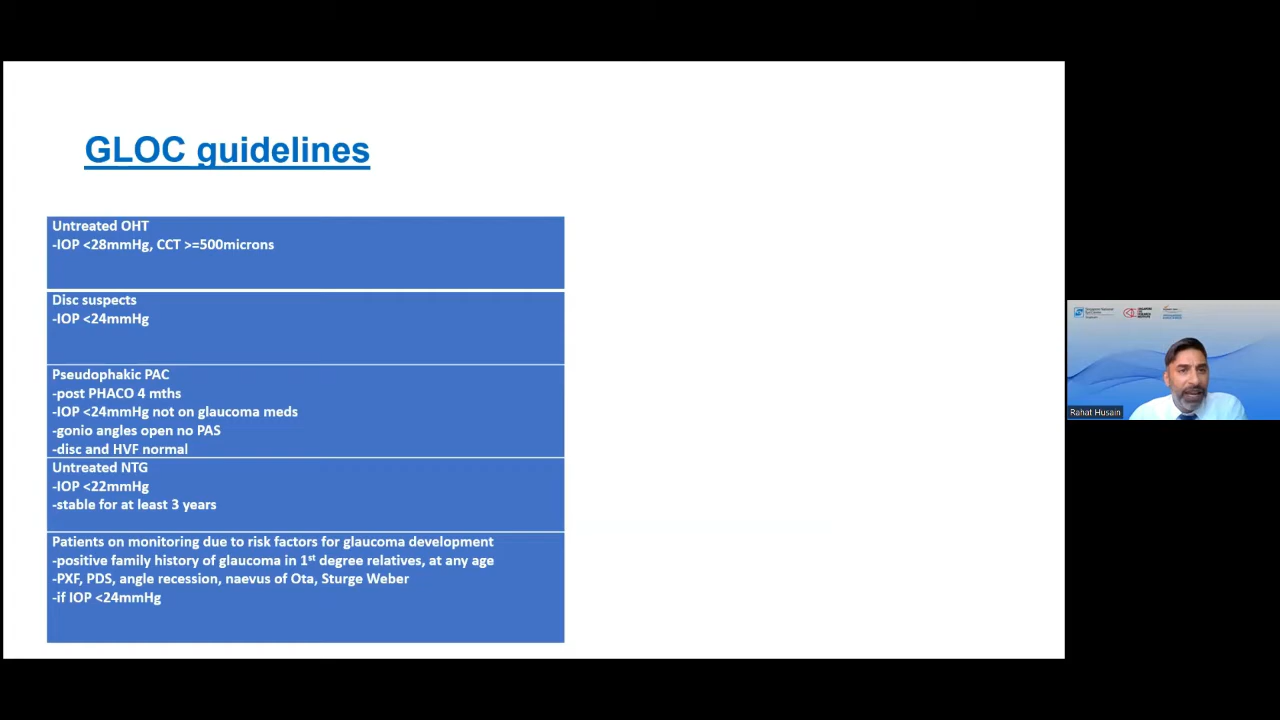 GLOC guidelines
Untreated OHT
-IOP <28mmHg, CCT >=500microns
Disc suspects
-IOP <24mmHg
Pseudophakic PAC
-post PHACO 4 mths
-IOP <24mmHg not on glaucoma meds
-gonio angles open no PAS
-disc and HVF normal
Untreated NTG
-IOP <22mmHg
-stable for at least 3 years
Patients on monitoring due to risk factors for glaucoma development
-positive family history of glaucoma in 1st degree relatives, at any age
-PXF, PDS, angle recession, naevus of Ota, Sturge Weber
-if IOP <24mmHg
Rahat Husain